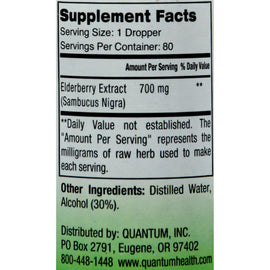 Supplement Facts
Serving Size: 1 Dropper
Servings Per Container: 80
Amount Per Serving % Daily Value
Elderberry Extract 700 mg **
(Sambucus Nigra)
**Daily Value not established. The
"Amount Per Serving" represents the
milligrams of raw herb used to make
each serving.
Other Ingredients: Distilled Water,
Alcohol (30%).
Distributed by: QUANTUM, INC.
PO Box 2791, Eugene, OR 97402
800-448-1448 www.quantumhealth.com